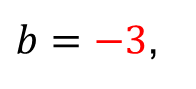 b = −3,